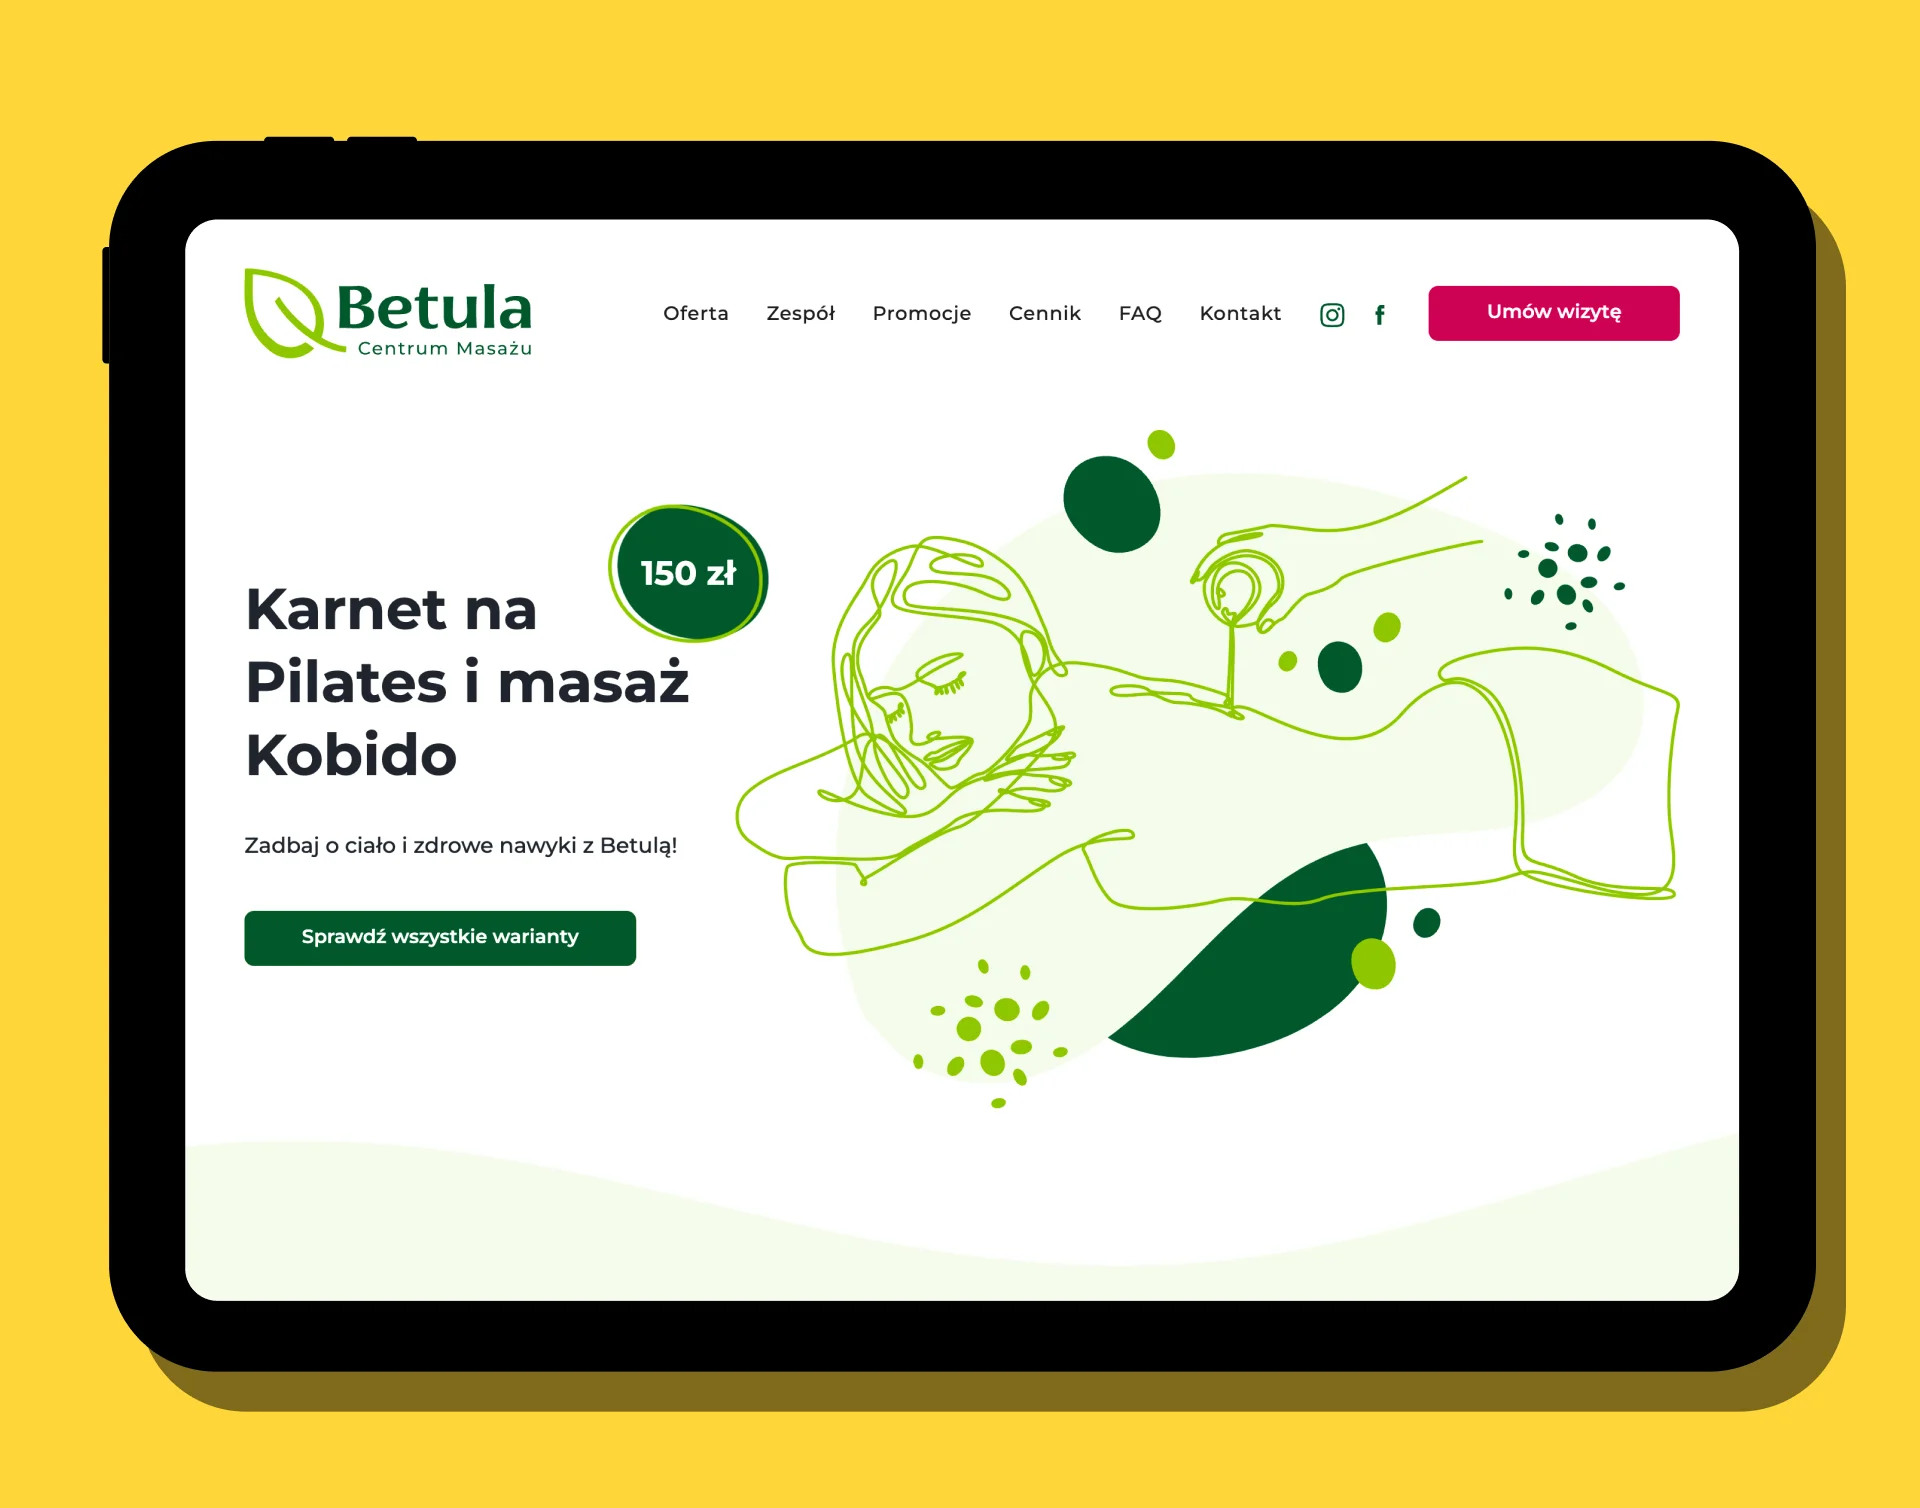 Betula
Centrum Masażu
Oferta
Zespół
Promocje
Cennik
FAQ
Kontakt
Umów wizytę
150 zł
Karnet na
Pilates i masaż
Kobido
Zadbaj o ciało i zdrowe nawyki z Betulą!
Sprawdź wszystkie warianty